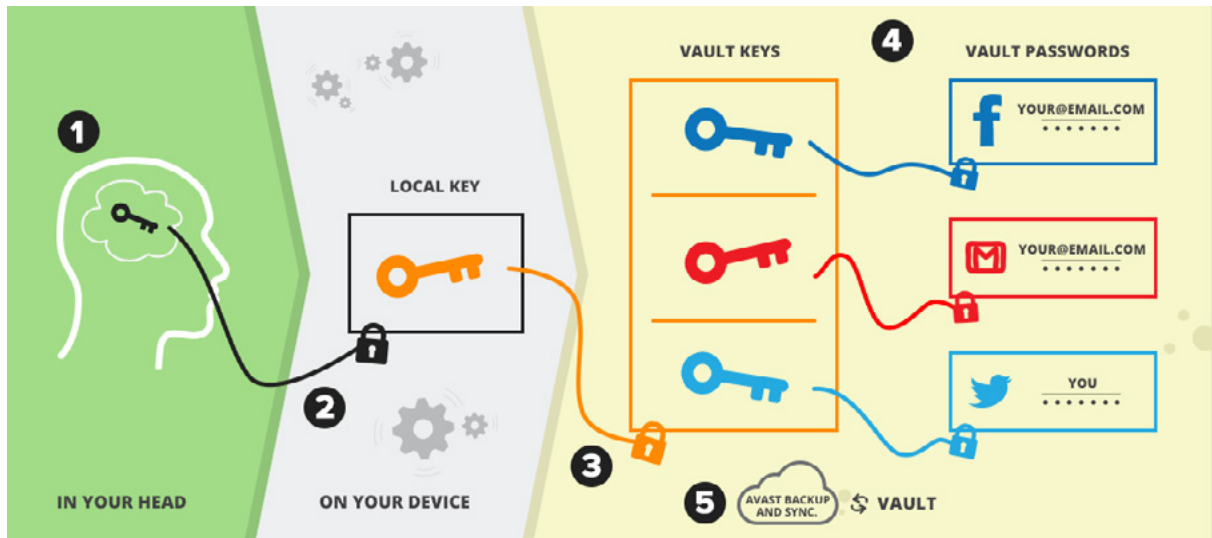 1
IN YOUR HEAD
2
LOCAL KEY
ON YOUR DEVICE
3
VAULT KEYS
4
VAULT PASSWORDS
f
YOUR@EMAIL.COM
• • • • • • •
M
YOUR@EMAIL.COM
• • • • • • •
YOU
• • • • • • •
5
AVAST BACKUP
AND SYNC.
VAULT